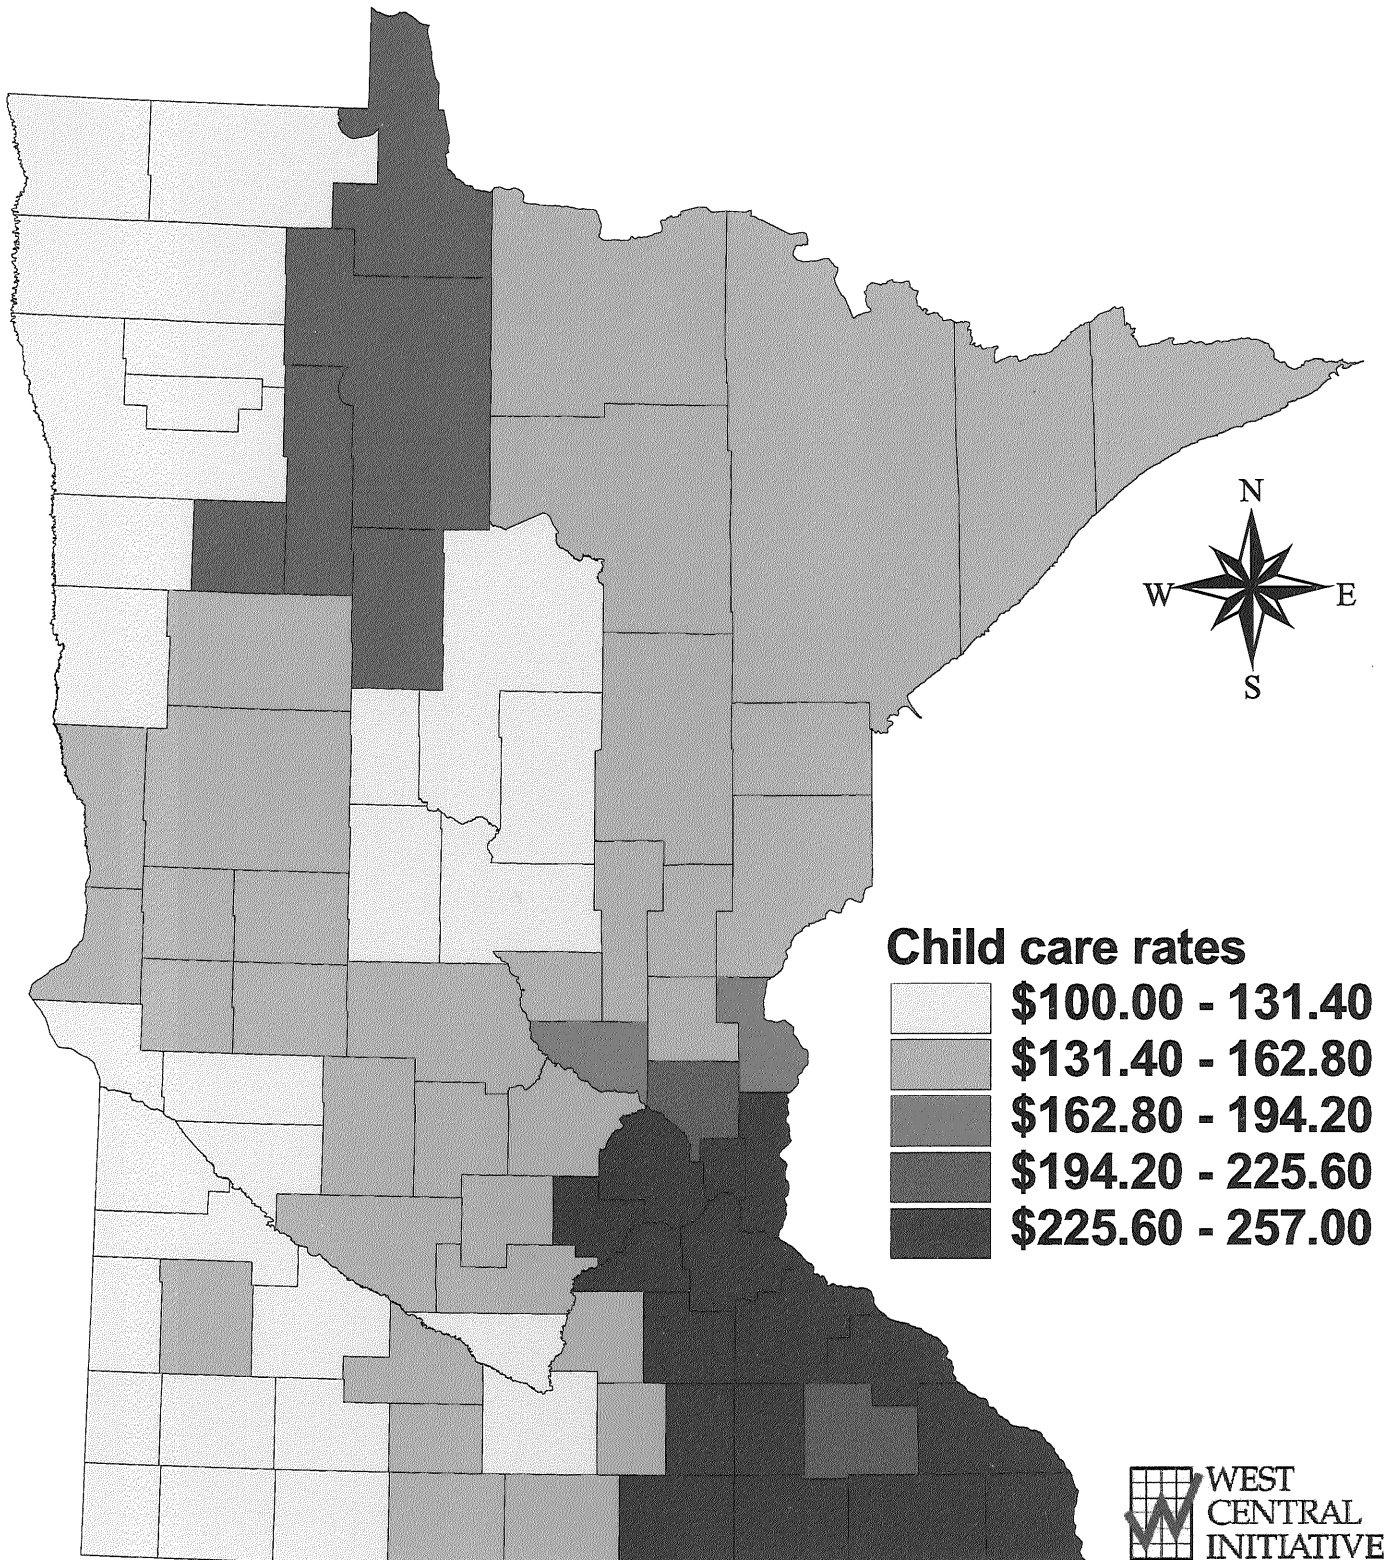 N
W E
S
Child care rates
$100.00 - 131.40
$131.40 - 162.80
$162.80 - 194.20
$194.20 - 225.60
$225.60 - 257.00
WEST
CENTRAL
INITIATIVE